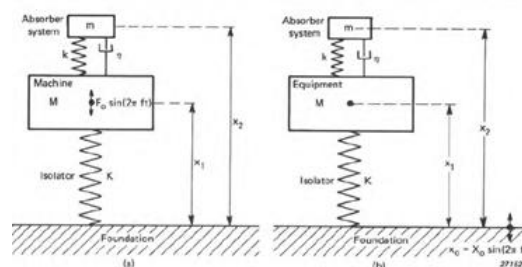 Absorber
system
m
k
η
Machine
M
F₀ sin(2π ft)
x₂
x₁
Isolator
K
Foundation
(a)
Absorber
system
m
k
η
Equipment
M
x₂
x₁
Isolator
K
Foundation
x₀ = X₀ sin(2π f
(b)